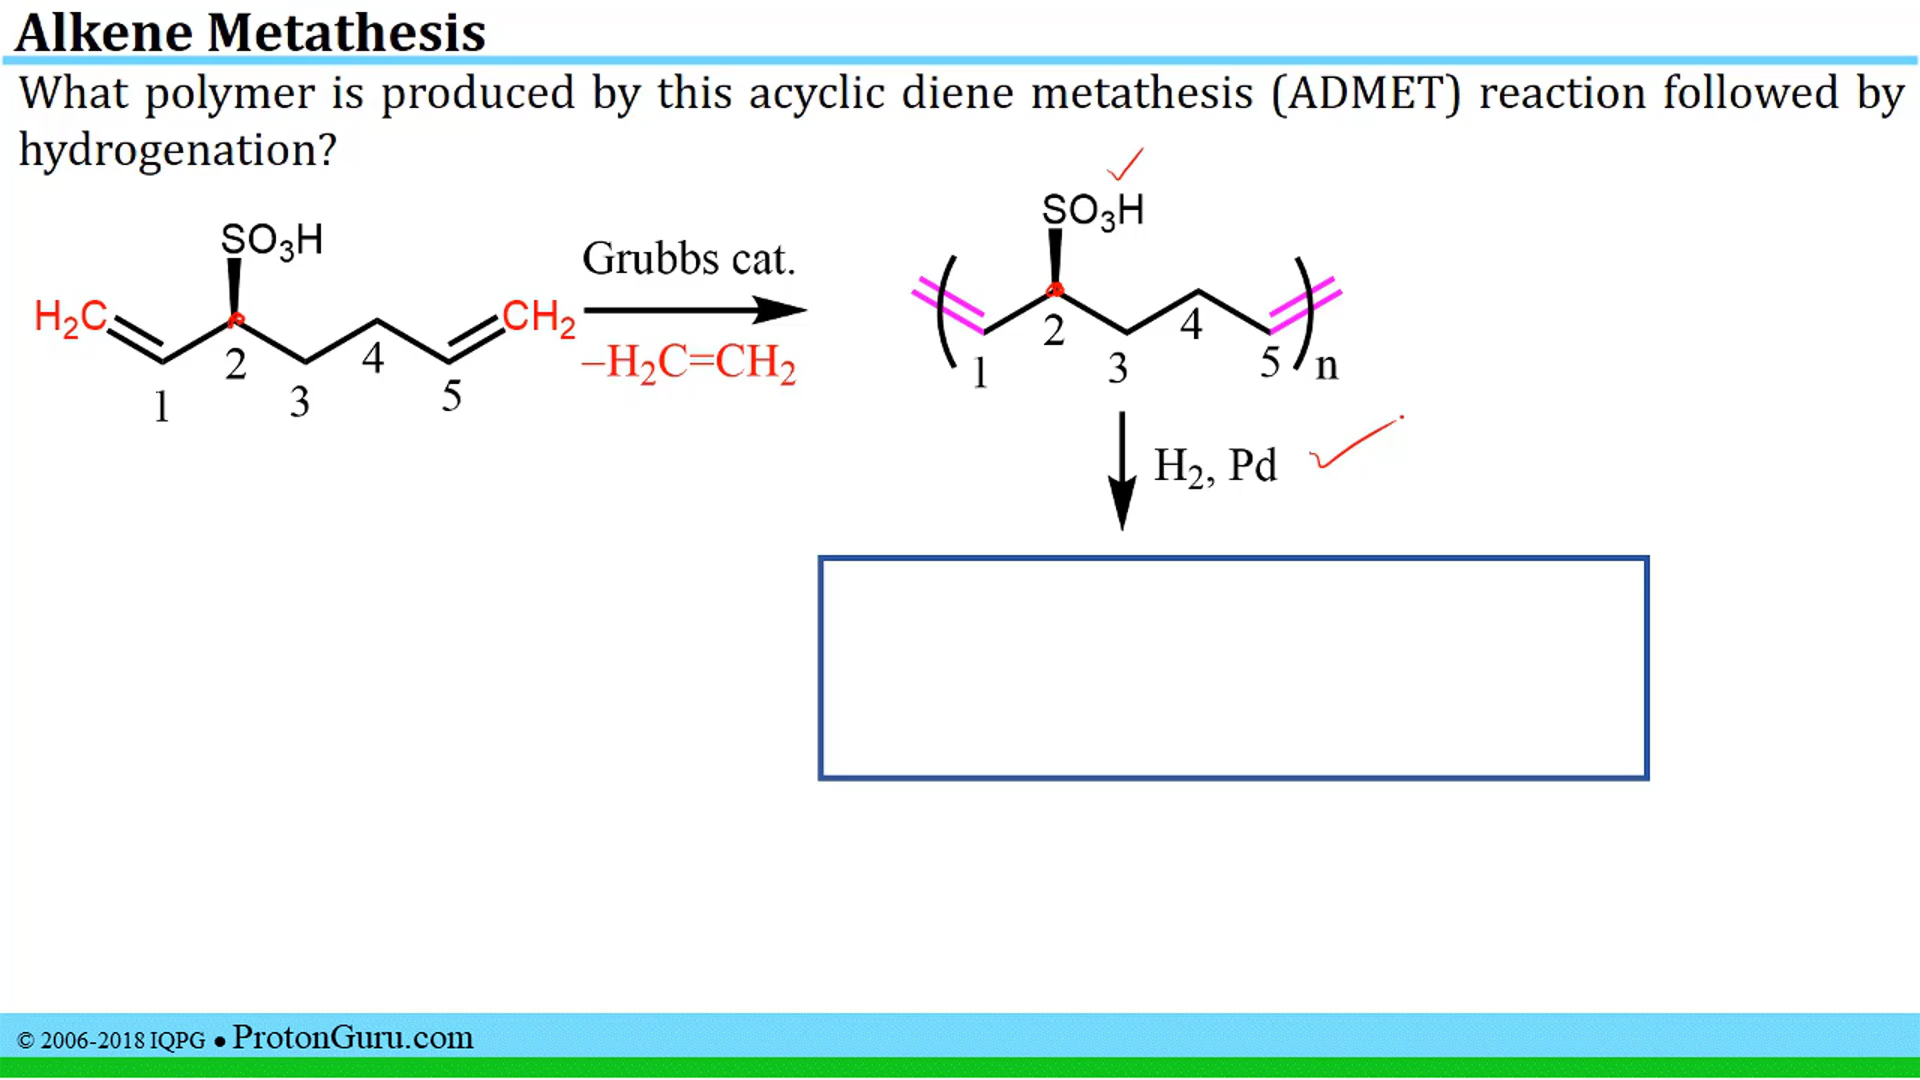 Alkene Metathesis
What polymer is produced by this acyclic diene metathesis (ADMET) reaction followed by
hydrogenation?
SO₃H
H₂C
CH₂
1
2
3
4
5
Grubbs cat.
–H₂C=CH₂
SO₃H
1
2
3
4
5
n
H₂, Pd
© 2006-2018 IQPG ● ProtonGuru.com